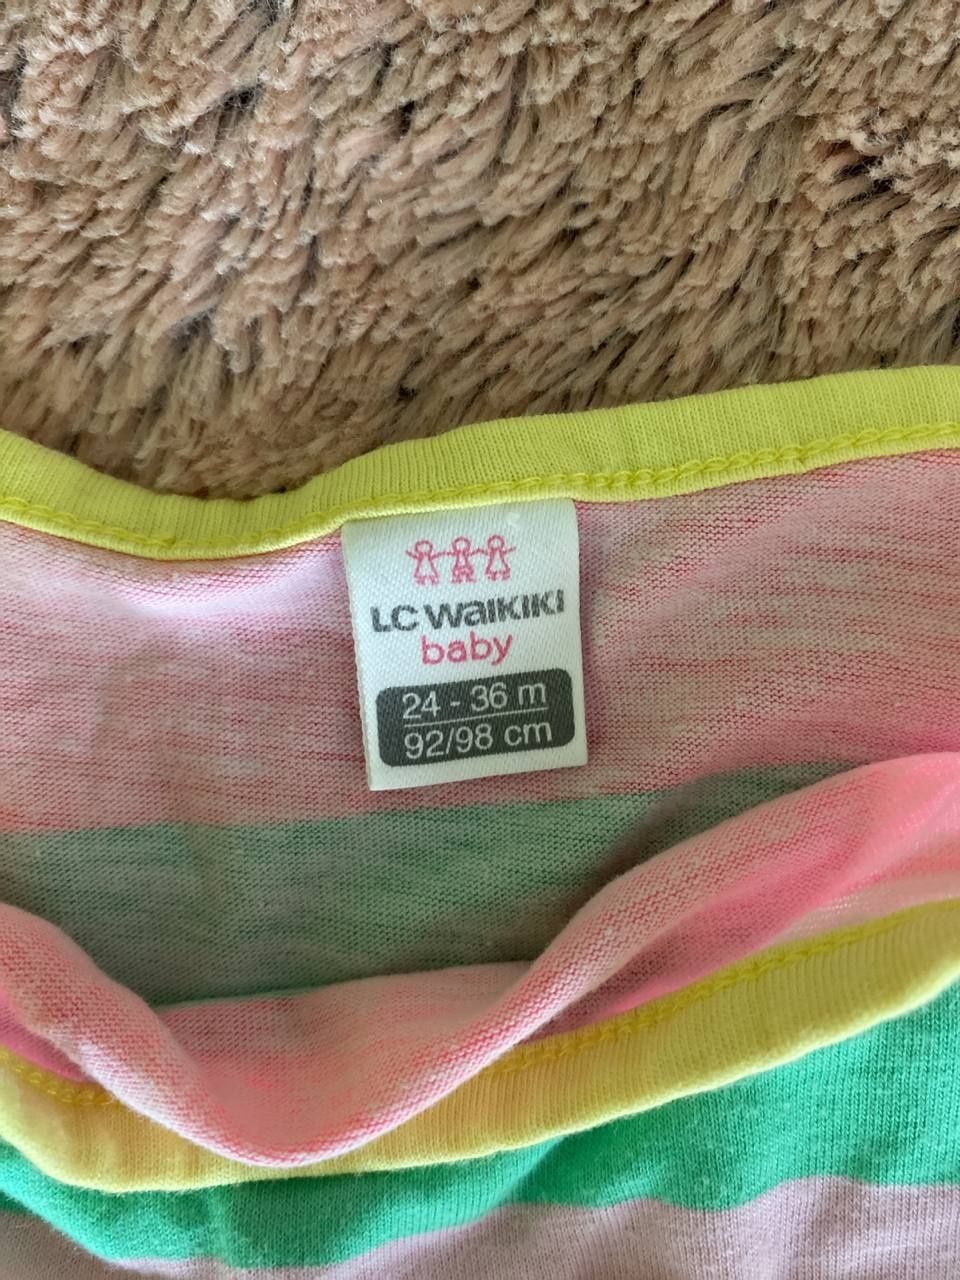 LC WAIKIKI
baby
24 - 36 m
92/98 cm